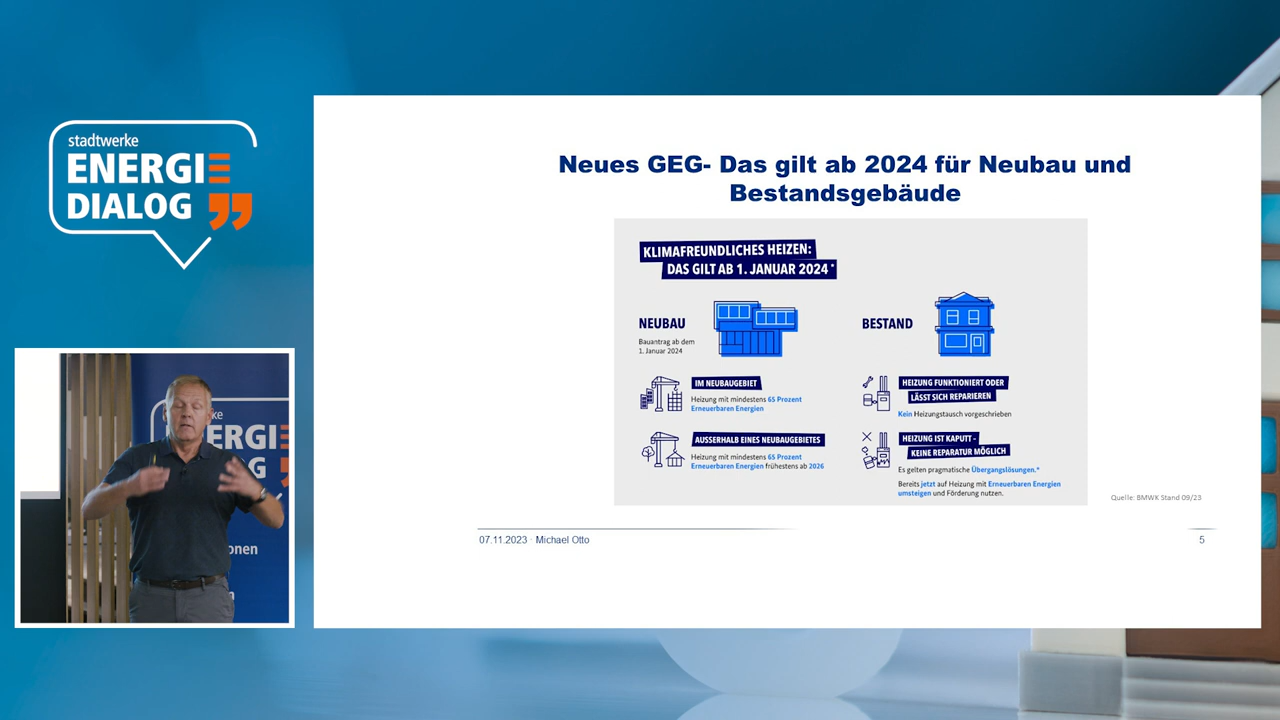 stadtwerke
ENERGIE
DIALOG
Neues GEG- Das gilt ab 2024 für Neubau und
Bestandsgebäude
KLIMAFREUNDLICHES HEIZEN:
DAS GILT AB 1. JANUAR 2024*
NEUBAU
Bauantrag ab dem
1. Januar 2024
IM NEUBAUGEBIET
Heizung mit mindestens 65 Prozent
Erneuerbaren Energien
AUSSERHALB EINES NEUBAUGEBIETES
Heizung mit mindestens 65 Prozent
Erneuerbaren Energien frühestens ab 2026
BESTAND
HEIZUNG FUNKTIONIERT ODER
LÄSST SICH REPARIEREN
Kein Heizungstausch vorgeschrieben
HEIZUNG IST KAPUTT -
KEINE REPARATUR MÖGLICH
Es gelten pragmatische Übergangslösungen.*
Bereits jetzt auf Heizung mit Erneuerbaren Energien
umsteigen und Förderung nutzen.
Quelle: BMWK Stand 09/23
07.11.2023 · Michael Otto
5